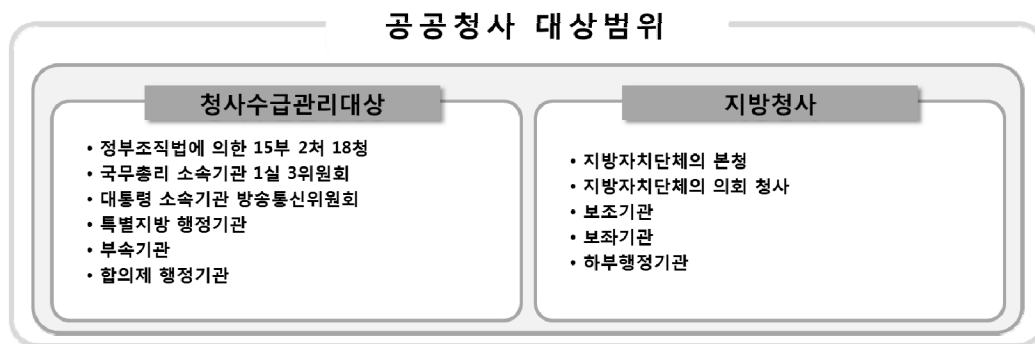 공공청사 대상범위
청사수급관리대상
• 정부조직법에 의한 15부 2처 18청
• 국무총리 소속기관 1실 3위원회
• 대통령 소속기관 방송통신위원회
• 특별지방 행정기관
• 부속기관
• 합의제 행정기관
지방청사
• 지방자치단체의 본청
• 지방자치단체의 의회 청사
• 보조기관
• 보좌기관
• 하부행정기관